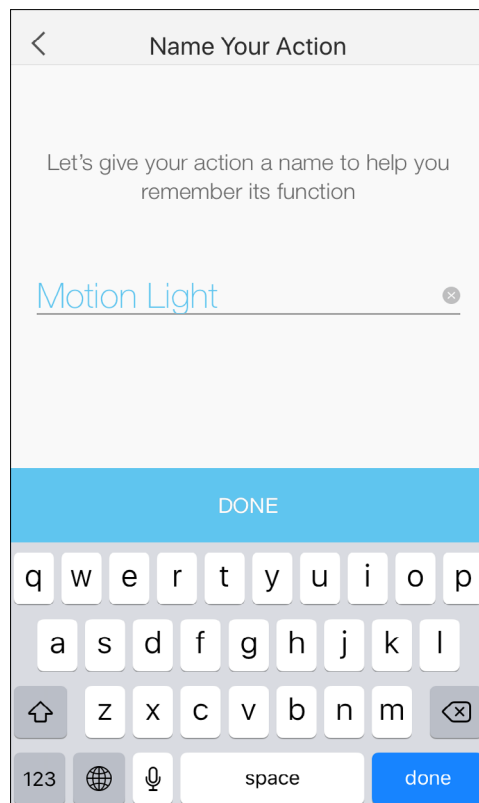 Name Your Action
Let's give your action a name to help you
remember its function
Motion Light
DONE
q w e r t y u i o p
a s d f g h j k l
z x c v b n m
123 space done